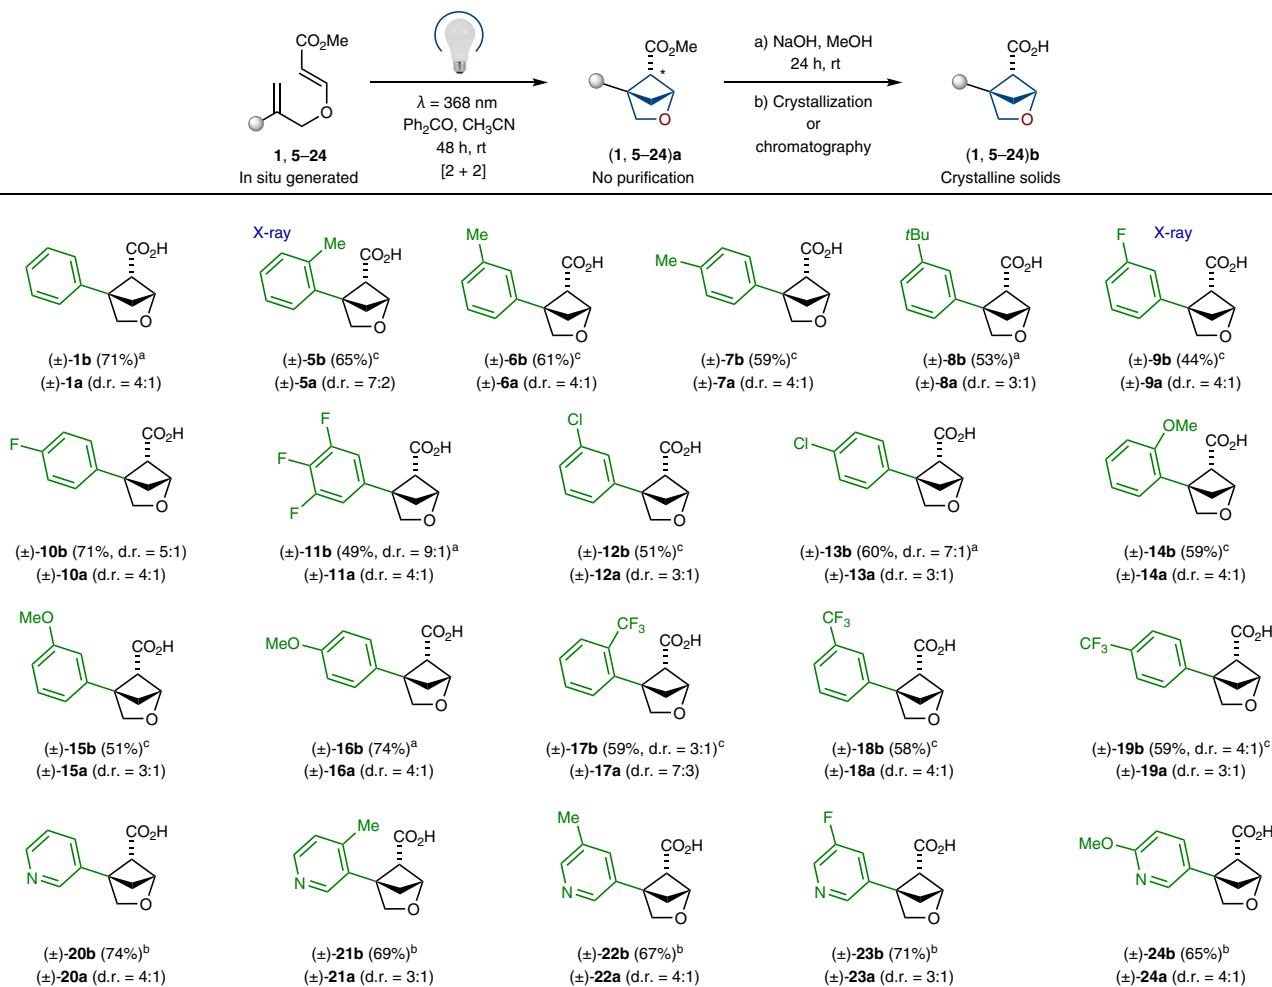 CO₂Me
O
1, 5–24
In situ generated
λ = 368 nm
Ph₂CO, CH₃CN
48 h, rt
[2 + 2]
CO₂Me
*
O
(1, 5–24)a
No purification
a) NaOH, MeOH
24 h, rt
b) Crystallization
or
chromatography
CO₂H
O
(1, 5–24)b
Crystalline solids
CO₂H
O
(±)-1b (71%)ᵃ
(±)-1a (d.r. = 4:1)
X-ray
Me
CO₂H
O
(±)-5b (65%)ᶜ
(±)-5a (d.r. = 7:2)
Me
CO₂H
O
(±)-6b (61%)ᶜ
(±)-6a (d.r. = 4:1)
Me
CO₂H
O
(±)-7b (59%)ᶜ
(±)-7a (d.r. = 4:1)
tBu
CO₂H
O
(±)-8b (53%)ᵃ
(±)-8a (d.r. = 3:1)
F
X-ray
CO₂H
O
(±)-9b (44%)ᶜ
(±)-9a (d.r. = 4:1)
F
CO₂H
O
(±)-10b (71%, d.r. = 5:1)
(±)-10a (d.r. = 4:1)
F
F
F
CO₂H
O
(±)-11b (49%, d.r. = 9:1)ᵃ
(±)-11a (d.r. = 4:1)
Cl
CO₂H
O
(±)-12b (51%)ᶜ
(±)-12a (d.r. = 3:1)
Cl
CO₂H
O
(±)-13b (60%, d.r. = 7:1)ᵃ
(±)-13a (d.r. = 3:1)
OMe
CO₂H
O
(±)-14b (59%)ᶜ
(±)-14a (d.r. = 4:1)
MeO
CO₂H
O
(±)-15b (51%)ᶜ
(±)-15a (d.r. = 3:1)
MeO
CO₂H
O
(±)-16b (74%)ᵃ
(±)-16a (d.r. = 4:1)
CF₃
CO₂H
O
(±)-17b (59%, d.r. = 3:1)ᶜ
(±)-17a (d.r. = 7:3)
CF₃
CO₂H
O
(±)-18b (58%)ᶜ
(±)-18a (d.r. = 4:1)
CF₃
CO₂H
O
(±)-19b (59%, d.r. = 4:1)ᶜ
(±)-19a (d.r. = 3:1)
N
CO₂H
O
(±)-20b (74%)ᵇ
(±)-20a (d.r. = 4:1)
Me
N
CO₂H
O
(±)-21b (69%)ᵇ
(±)-21a (d.r. = 3:1)
Me
N
CO₂H
O
(±)-22b (67%)ᵇ
(±)-22a (d.r. = 4:1)
F
N
CO₂H
O
(±)-23b (71%)ᵇ
(±)-23a (d.r. = 3:1)
MeO
N
CO₂H
O
(±)-24b (65%)ᵇ
(±)-24a (d.r. = 4:1)